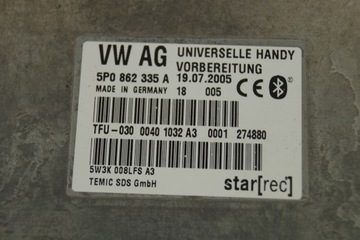 VW AG UNIVERSELLE HANDY
VORBEREITUNG
5P0 862 335 A 19.07.2005
MADE IN GERMANY 18 005 CE
TFU-030 0040 1032 A3 0001 274880
5W3K 008LFS A3
TEMIC SDS GmbH star[rec]